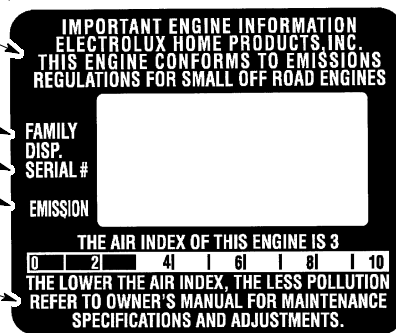 IMPORTANT ENGINE INFORMATION
ELECTROLUX HOME PRODUCTS,INC.
THIS ENGINE CONFORMS TO EMISSIONS
REGULATIONS FOR SMALL OFF ROAD ENGINES
FAMILY
DISP.
SERIAL #
EMISSION
THE AIR INDEX OF THIS ENGINE IS 3
0 2 4 6 8 10
THE LOWER THE AIR INDEX, THE LESS POLLUTION
REFER TO OWNER'S MANUAL FOR MAINTENANCE
SPECIFICATIONS AND ADJUSTMENTS.